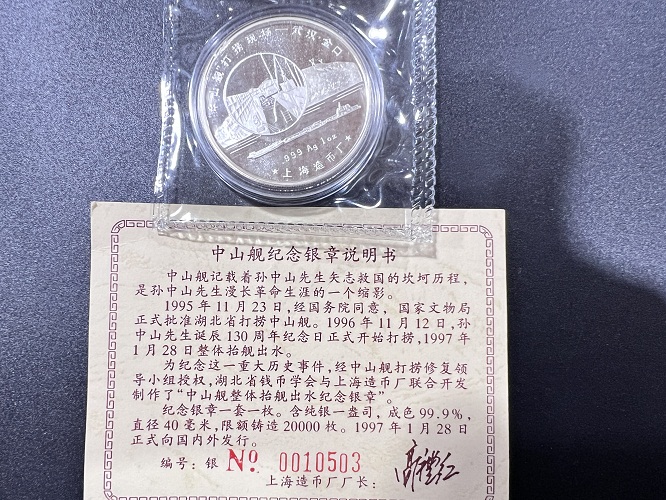 中山舰打捞现场—武汉·金口
.999 Ag 1oz
★上海造币厂★
中山舰纪念银章说明书
中山舰记载着孙中山先生矢志救国的坎坷历程，
是孙中山先生漫长革命生涯的一个缩影。
1995年11月23日，经国务院同意，国家文物局
正式批准湖北省打捞中山舰。1996年11月12日，孙
中山先生诞辰130周年纪念日正式开始打捞，1997年
1月28日整体抬舰出水。
为纪念这一重大历史事件，经中山舰打捞修复领
导小组授权，湖北省钱币学会与上海造币厂联合开发
制作了“中山舰整体抬舰出水纪念银章”。
纪念银章一套一枚。含纯银一盎司，成色99.9%，
直径40毫米，限额铸造20000枚。1997年1月28日
正式向国内外发行。
编号：银 No 0010503
上海造币厂厂长：